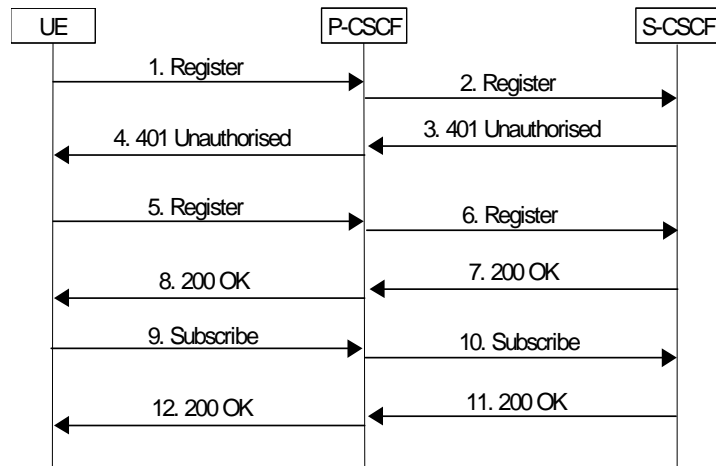 UE
P-CSCF
S-CSCF
1. Register
2. Register
3. 401 Unauthorised
4. 401 Unauthorised
5. Register
6. Register
7. 200 OK
8. 200 OK
9. Subscribe
10. Subscribe
11. 200 OK
12. 200 OK